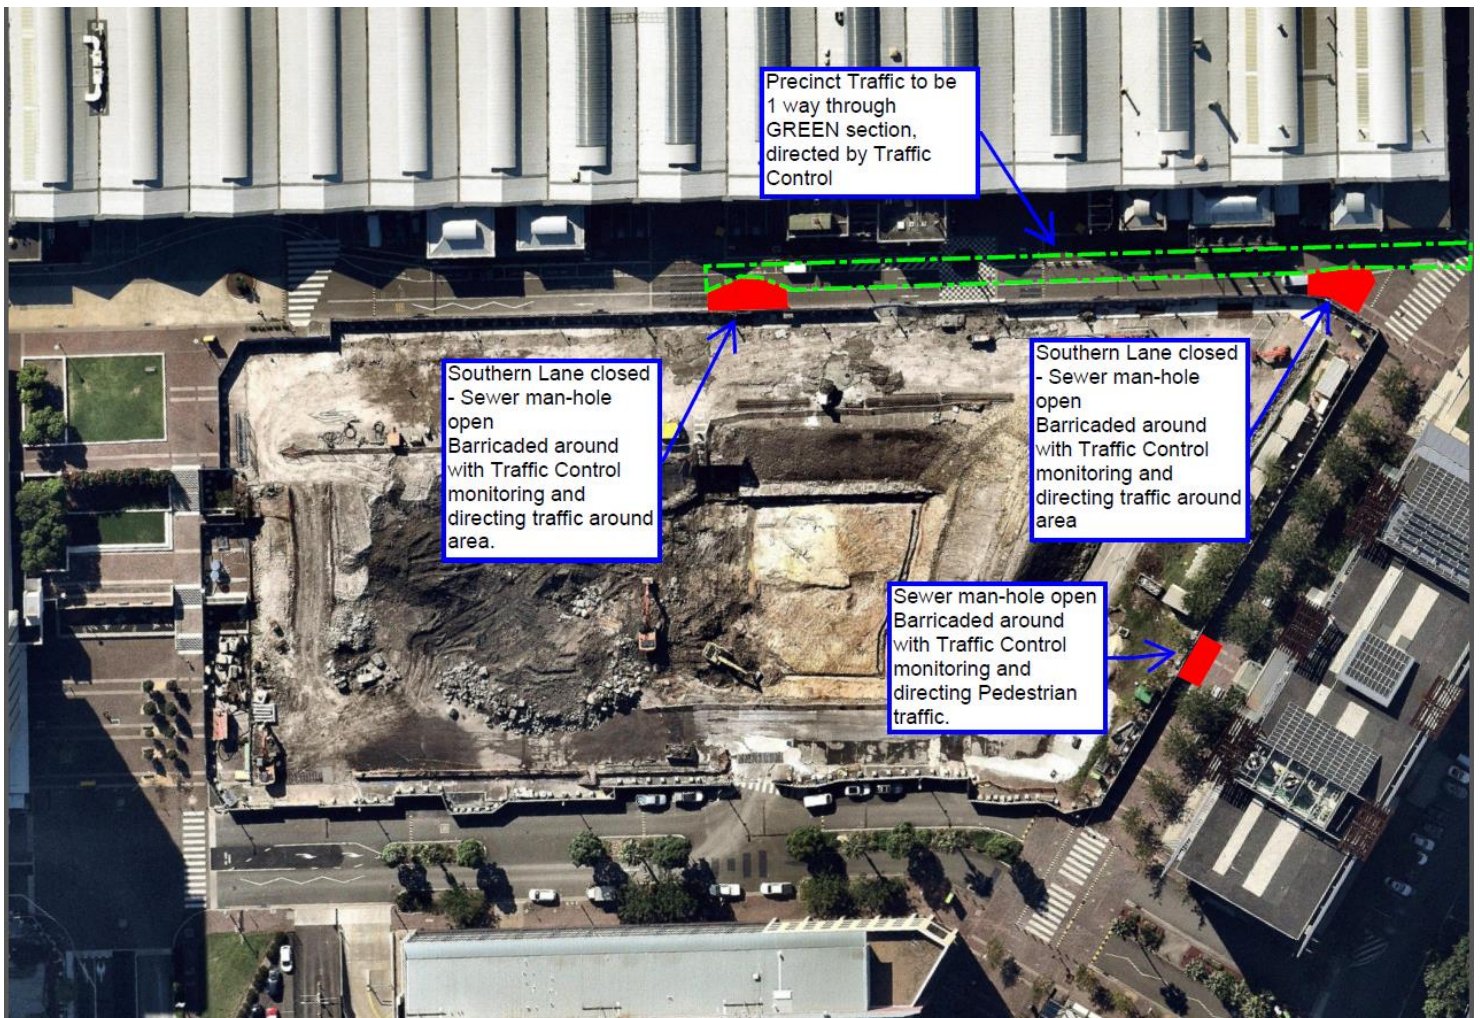 Precinct Traffic to be
1 way through
GREEN section,
directed by Traffic
Control
Southern Lane closed
- Sewer man-hole
open
Barricaded around
with Traffic Control
monitoring and
directing traffic around
area.
Southern Lane closed
- Sewer man-hole
open
Barricaded around
with Traffic Control
monitoring and
directing traffic around
area
Sewer man-hole open
Barricaded around
with Traffic Control
monitoring and
directing Pedestrian
traffic.